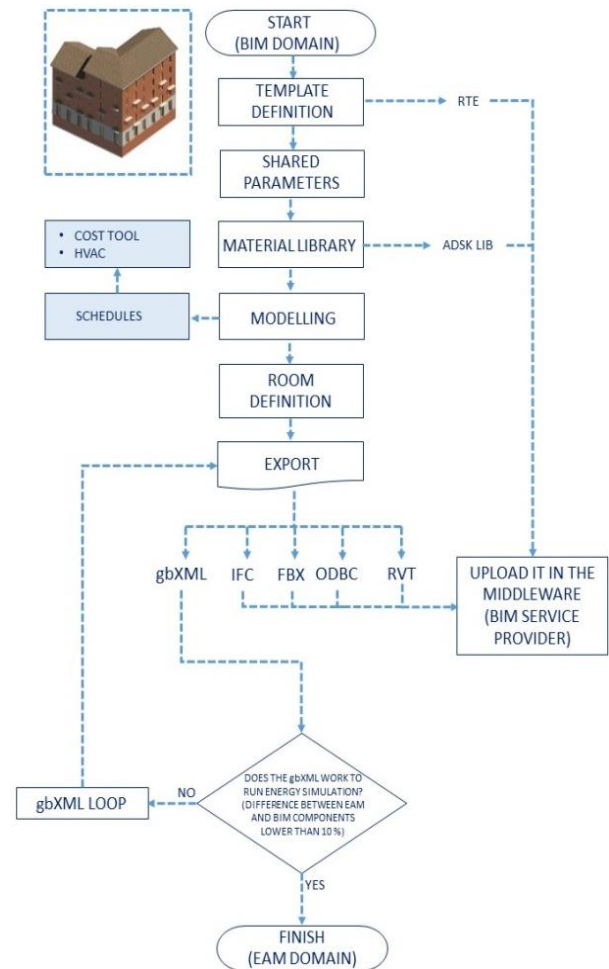 START
(BIM DOMAIN)
TEMPLATE
DEFINITION
RTE
SHARED
PARAMETERS
• COST TOOL
• HVAC
MATERIAL LIBRARY
ADSK LIB
SCHEDULES
MODELLING
ROOM
DEFINITION
EXPORT
gbXML
IFC
FBX
ODBC
RVT
UPLOAD IT IN THE
MIDDLEWARE
(BIM SERVICE
PROVIDER)
DOES THE gbXML WORK TO
RUN ENERGY SIMULATION?
(DIFFERENCE BETWEEN EAM
AND BIM COMPONENTS
LOWER THAN 10 %)
NO
gbXML LOOP
YES
FINISH
(EAM DOMAIN)